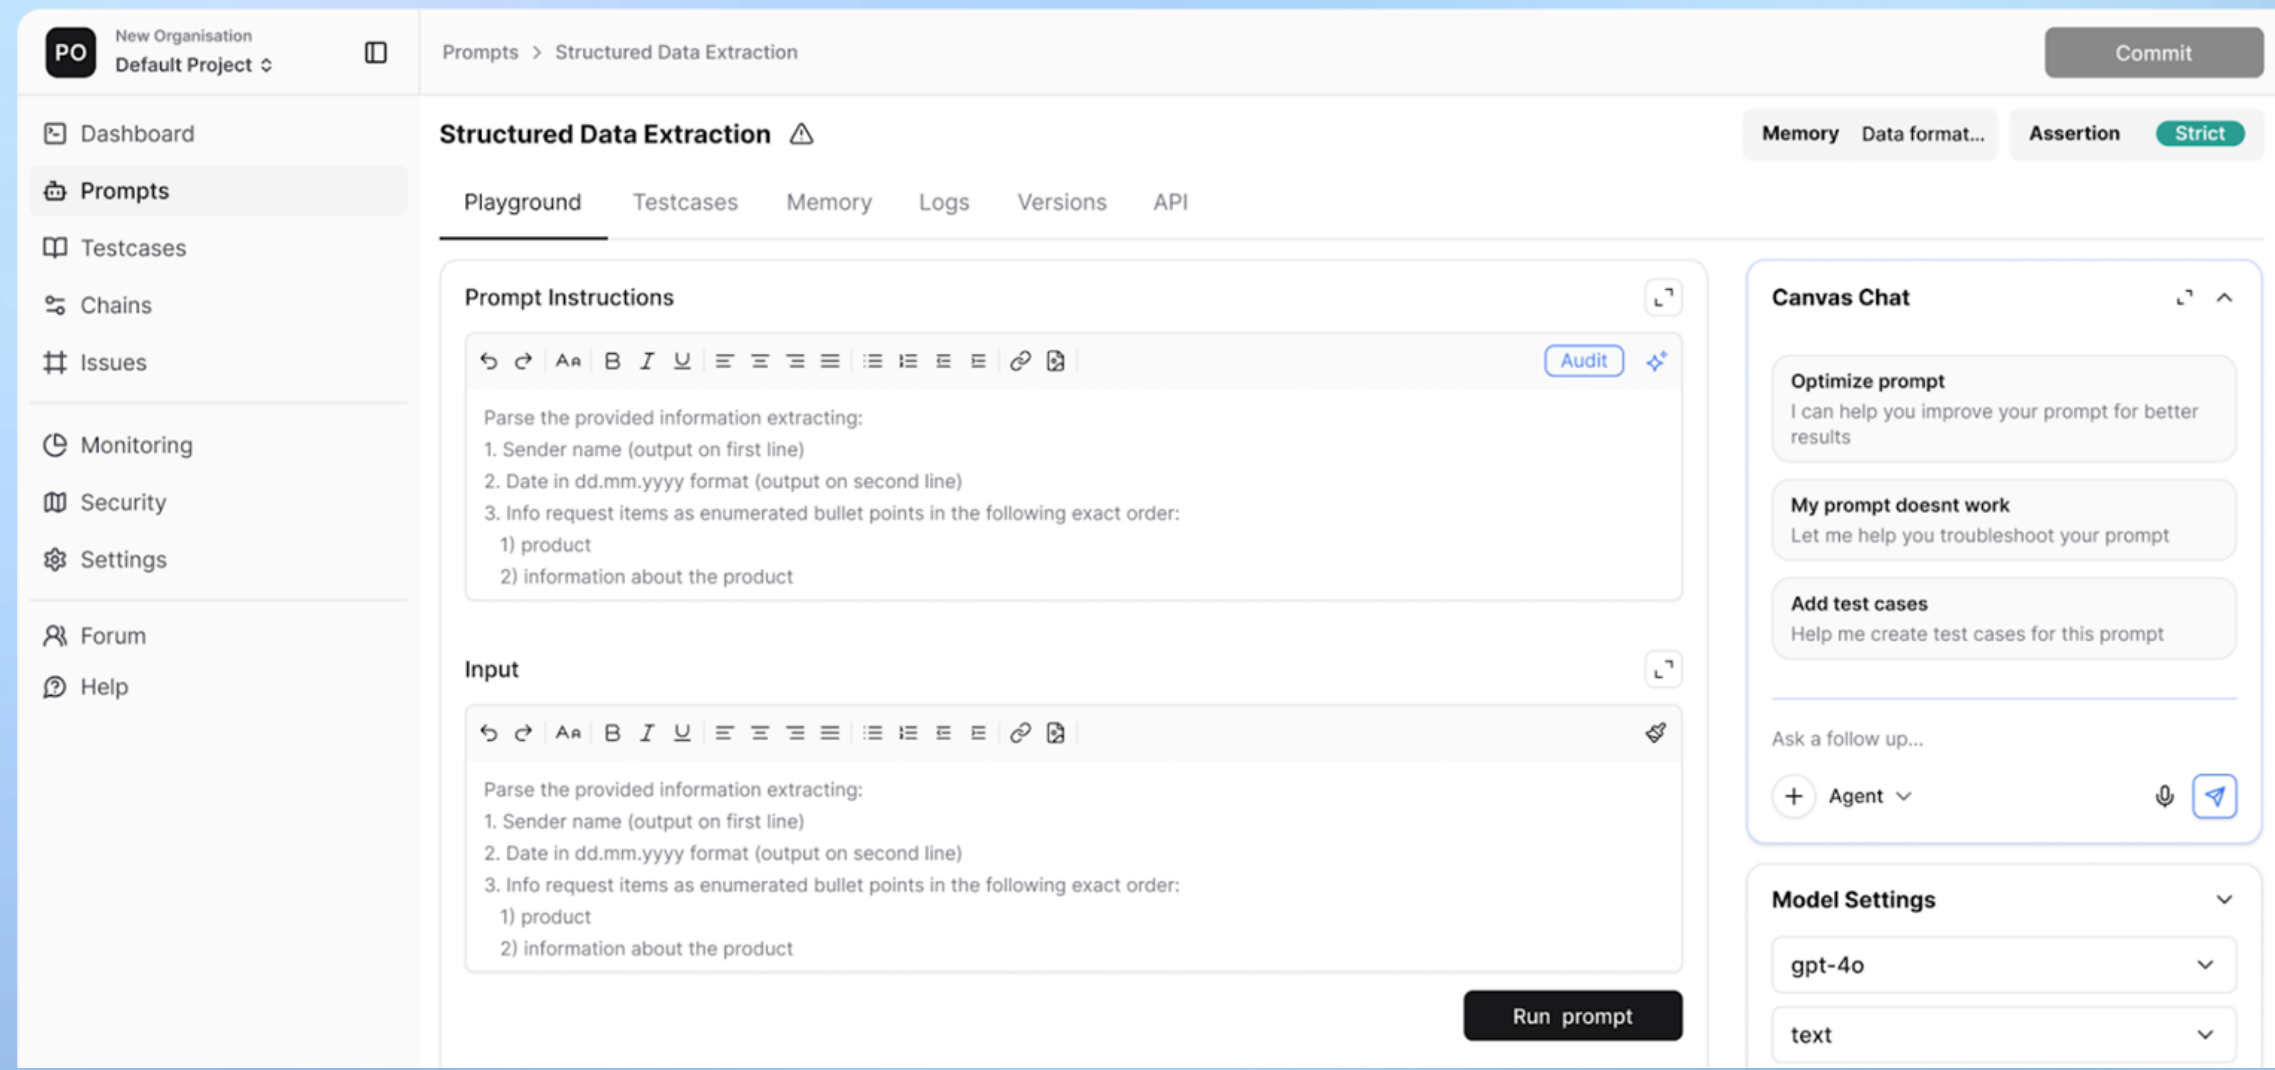 PO
New Organisation
Default Project
Prompts > Structured Data Extraction
Commit
Dashboard
Prompts
Testcases
Chains
Issues
Monitoring
Security
Settings
Forum
Help
Structured Data Extraction
Memory Data format...
Assertion Strict
Playground Testcases Memory Logs Versions API
Prompt Instructions
Aa B I U
Audit
Parse the provided information extracting:
1. Sender name (output on first line)
2. Date in dd.mm.yyyy format (output on second line)
3. Info request items as enumerated bullet points in the following exact order:
1) product
2) information about the product
Input
Aa B I U
Parse the provided information extracting:
1. Sender name (output on first line)
2. Date in dd.mm.yyyy format (output on second line)
3. Info request items as enumerated bullet points in the following exact order:
1) product
2) information about the product
Run prompt
Canvas Chat
Optimize prompt
I can help you improve your prompt for better
results
My prompt doesnt work
Let me help you troubleshoot your prompt
Add test cases
Help me create test cases for this prompt
Ask a follow up...
Agent
Model Settings
gpt-4o
text